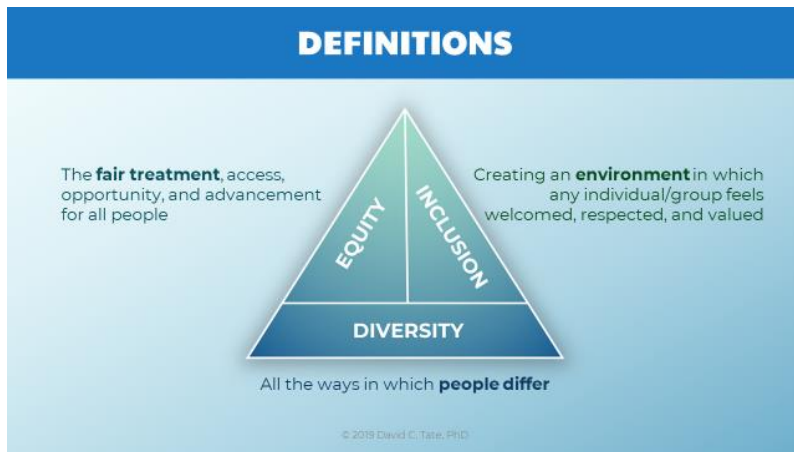 DEFINITIONS
The fair treatment, access,
opportunity, and advancement
for all people
EQUITY
INCLUSION
Creating an environment in which
any individual/group feels
welcomed, respected, and valued
DIVERSITY
All the ways in which people differ
© 2019 David C. Tate, PhD